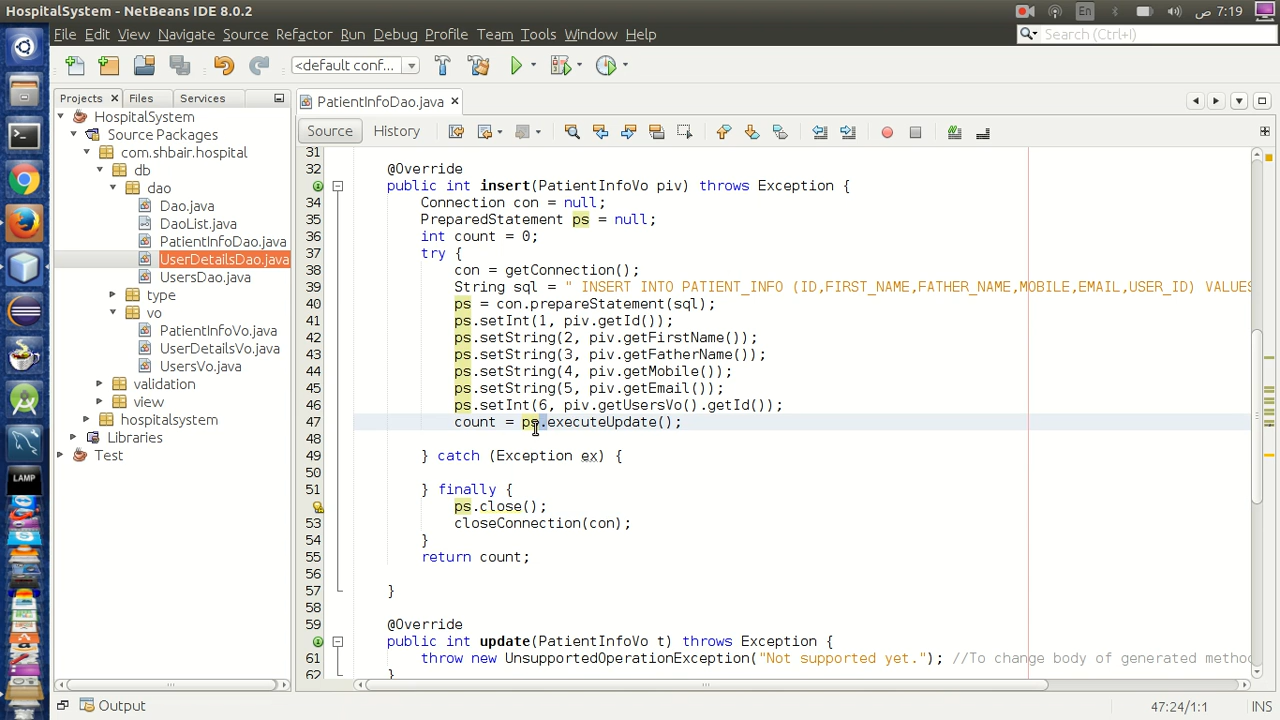 HospitalSystem - NetBeans IDE 8.0.2
En
7:19 ص
File Edit View Navigate Source Refactor Run Debug Profile Team Tools Window Help
Search (Ctrl+I)
<default conf...
Projects Files Services
PatientInfoDao.java
Source History
HospitalSystem
Source Packages
com.shbair.hospital
db
dao
Dao.java
DaoList.java
PatientInfoDao.java
UserDetailsDao.java
UsersDao.java
type
vo
PatientInfoVo.java
UserDetailsVo.java
UsersVo.java
validation
view
hospitalsystem
Libraries
Test
LAMP
31
32 @Override
public int insert(PatientInfoVo piv) throws Exception {
34 Connection con = null;
35 PreparedStatement ps = null;
36 int count = 0;
37 try {
38 con = getConnection();
39 String sql = " INSERT INTO PATIENT_INFO (ID,FIRST_NAME,FATHER_NAME,MOBILE,EMAIL,USER_ID) VALUES
40 ps = con.prepareStatement(sql);
41 ps.setInt(1, piv.getId());
42 ps.setString(2, piv.getFirstName());
43 ps.setString(3, piv.getFatherName());
44 ps.setString(4, piv.getMobile());
45 ps.setString(5, piv.getEmail());
46 ps.setInt(6, piv.getUsersVo().getId());
47 count = ps.executeUpdate();
48
49 } catch (Exception ex) {
50
51 } finally {
ps.close();
53 closeConnection(con);
54 }
55 return count;
56
57 }
58
59 @Override
public int update(PatientInfoVo t) throws Exception {
61 throw new UnsupportedOperationException("Not supported yet."); //To change body of generated metho
62 }
Output
47:24/1:1
INS